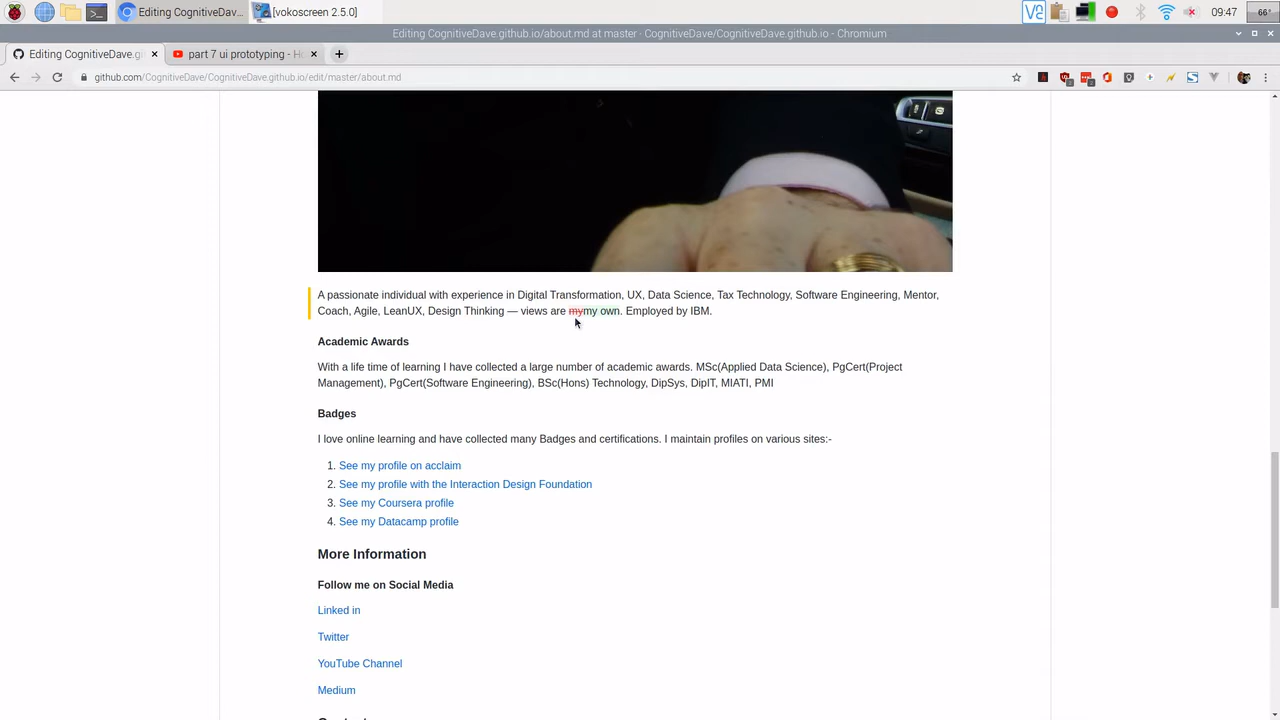 Editing CognitiveDav...
[vokoscreen 2.5.0]
09:47
66°
Editing CognitiveDave.github.io/about.md at master · CognitiveDave/CognitiveDave.github.io - Chromium
Editing CognitiveDave.gi
part 7 ui prototyping - Ho
github.com/CognitiveDave/CognitiveDave.github.io/edit/master/about.md
A passionate individual with experience in Digital Transformation, UX, Data Science, Tax Technology, Software Engineering, Mentor,
Coach, Agile, LeanUX, Design Thinking — views are mymy own. Employed by IBM.
Academic Awards
With a life time of learning I have collected a large number of academic awards. MSc(Applied Data Science), PgCert(Project
Management), PgCert(Software Engineering), BSc(Hons) Technology, DipSys, DipIT, MIATI, PMI
Badges
I love online learning and have collected many Badges and certifications. I maintain profiles on various sites:-
1. See my profile on acclaim
2. See my profile with the Interaction Design Foundation
3. See my Coursera profile
4. See my Datacamp profile
More Information
Follow me on Social Media
Linked in
Twitter
YouTube Channel
Medium